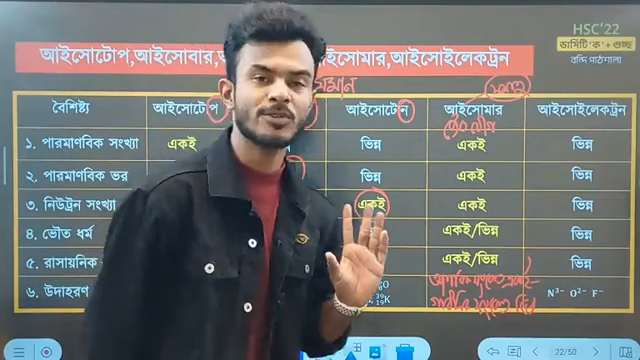 HSC'22
ভার্সিটি 'ক' + গুচ্ছ
বন্দি পাঠশালা
আইসোটোপ,আইসোবার, আইসোমার,আইসোইলেকট্রন
সমান
বৈশিষ্ট্য আইসোটোপ আইসোটোন আইসোমার আইসোইলেকট্রন
১. পারমাণবিক সংখ্যা একই ভিন্ন একই ভিন্ন
২. পারমাণবিক ভর ভিন্ন একই ভিন্ন
৩. নিউট্রন সংখ্যা একই একই ভিন্ন
৪. ভৌত ধর্ম একই/ভিন্ন ভিন্ন
৫. রাসায়নিক একই/ভিন্ন ভিন্ন
৬. উদাহরণ N³⁻ O²⁻ F⁻
22/50